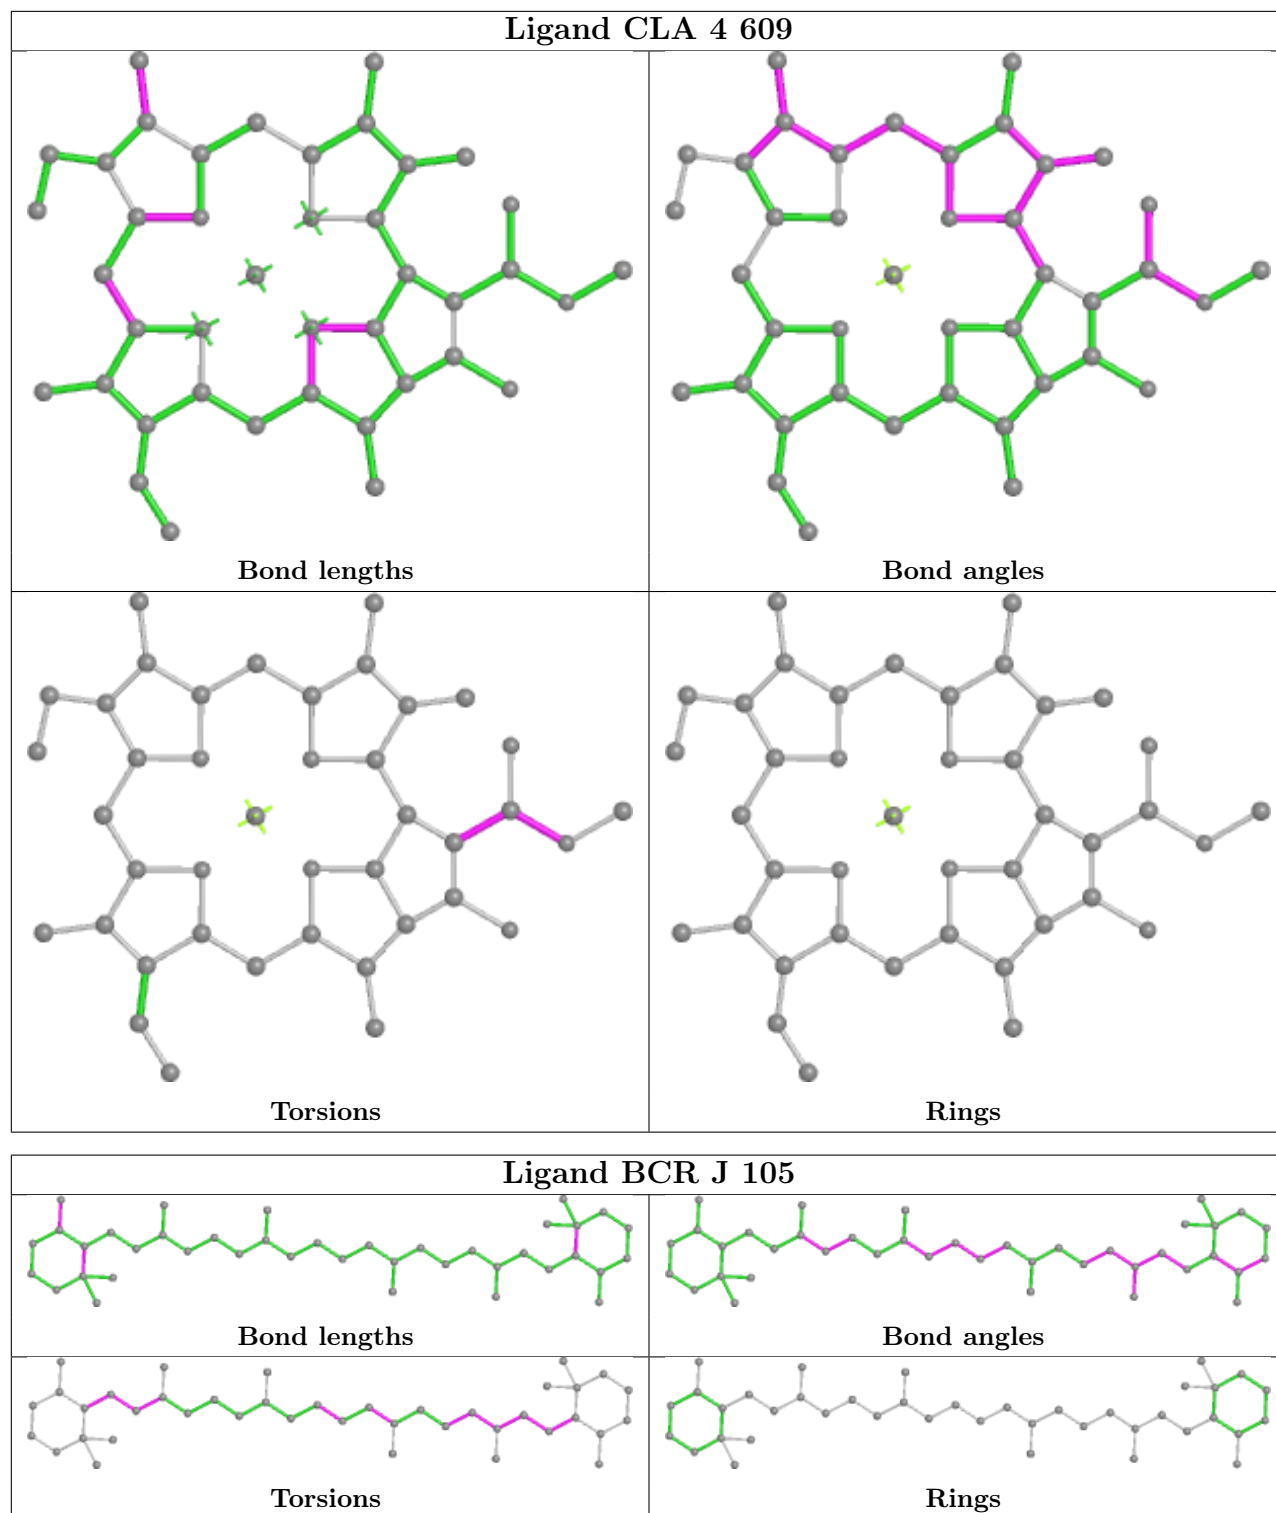 Ligand CLA 4 609
Bond lengths
Bond angles
Torsions
Rings
Ligand BCR J 105
Bond lengths
Bond angles
Torsions
Rings